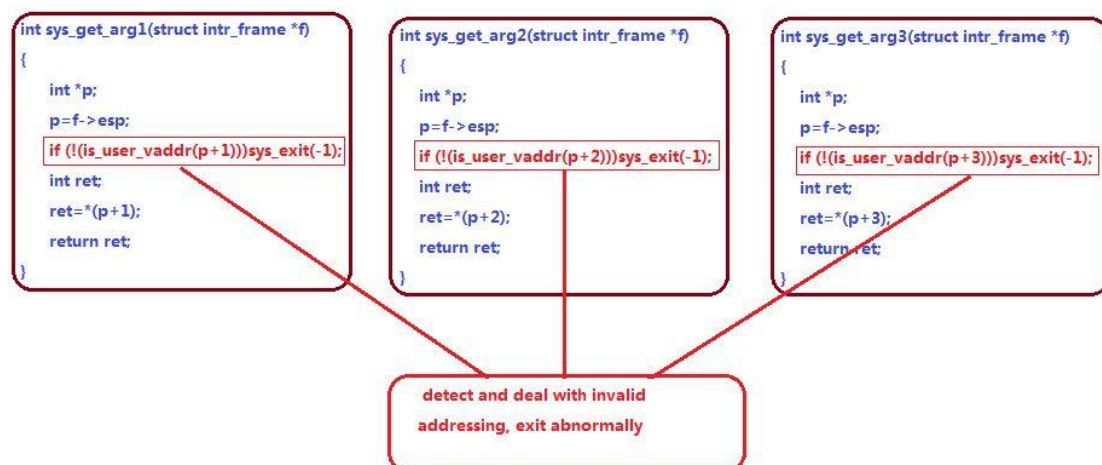 int sys_get_arg1(struct intr_frame *f)
{
int *p;
p=f->esp;
if (!(is_user_vaddr(p+1)))sys_exit(-1);
int ret;
ret=*(p+1);
return ret;
}
int sys_get_arg2(struct intr_frame *f)
{
int *p;
p=f->esp;
if (!(is_user_vaddr(p+2)))sys_exit(-1);
int ret;
ret=*(p+2);
return ret;
}
int sys_get_arg3(struct intr_frame *f)
{
int *p;
p=f->esp;
if (!(is_user_vaddr(p+3)))sys_exit(-1);
int ret;
ret=*(p+3);
return ret;
}
detect and deal with invalid
addressing, exit abnormally